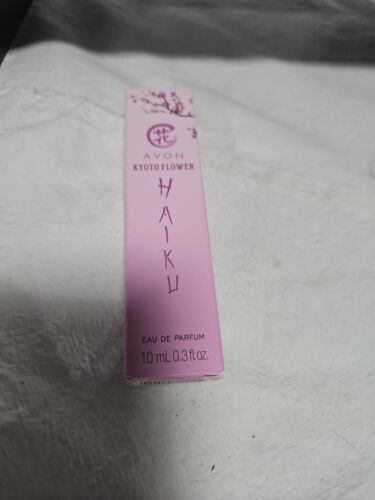 花
AVON
KYOTO FLOWER
HAIKU
EAU DE PARFUM
10 mL 0.3 fl.oz.